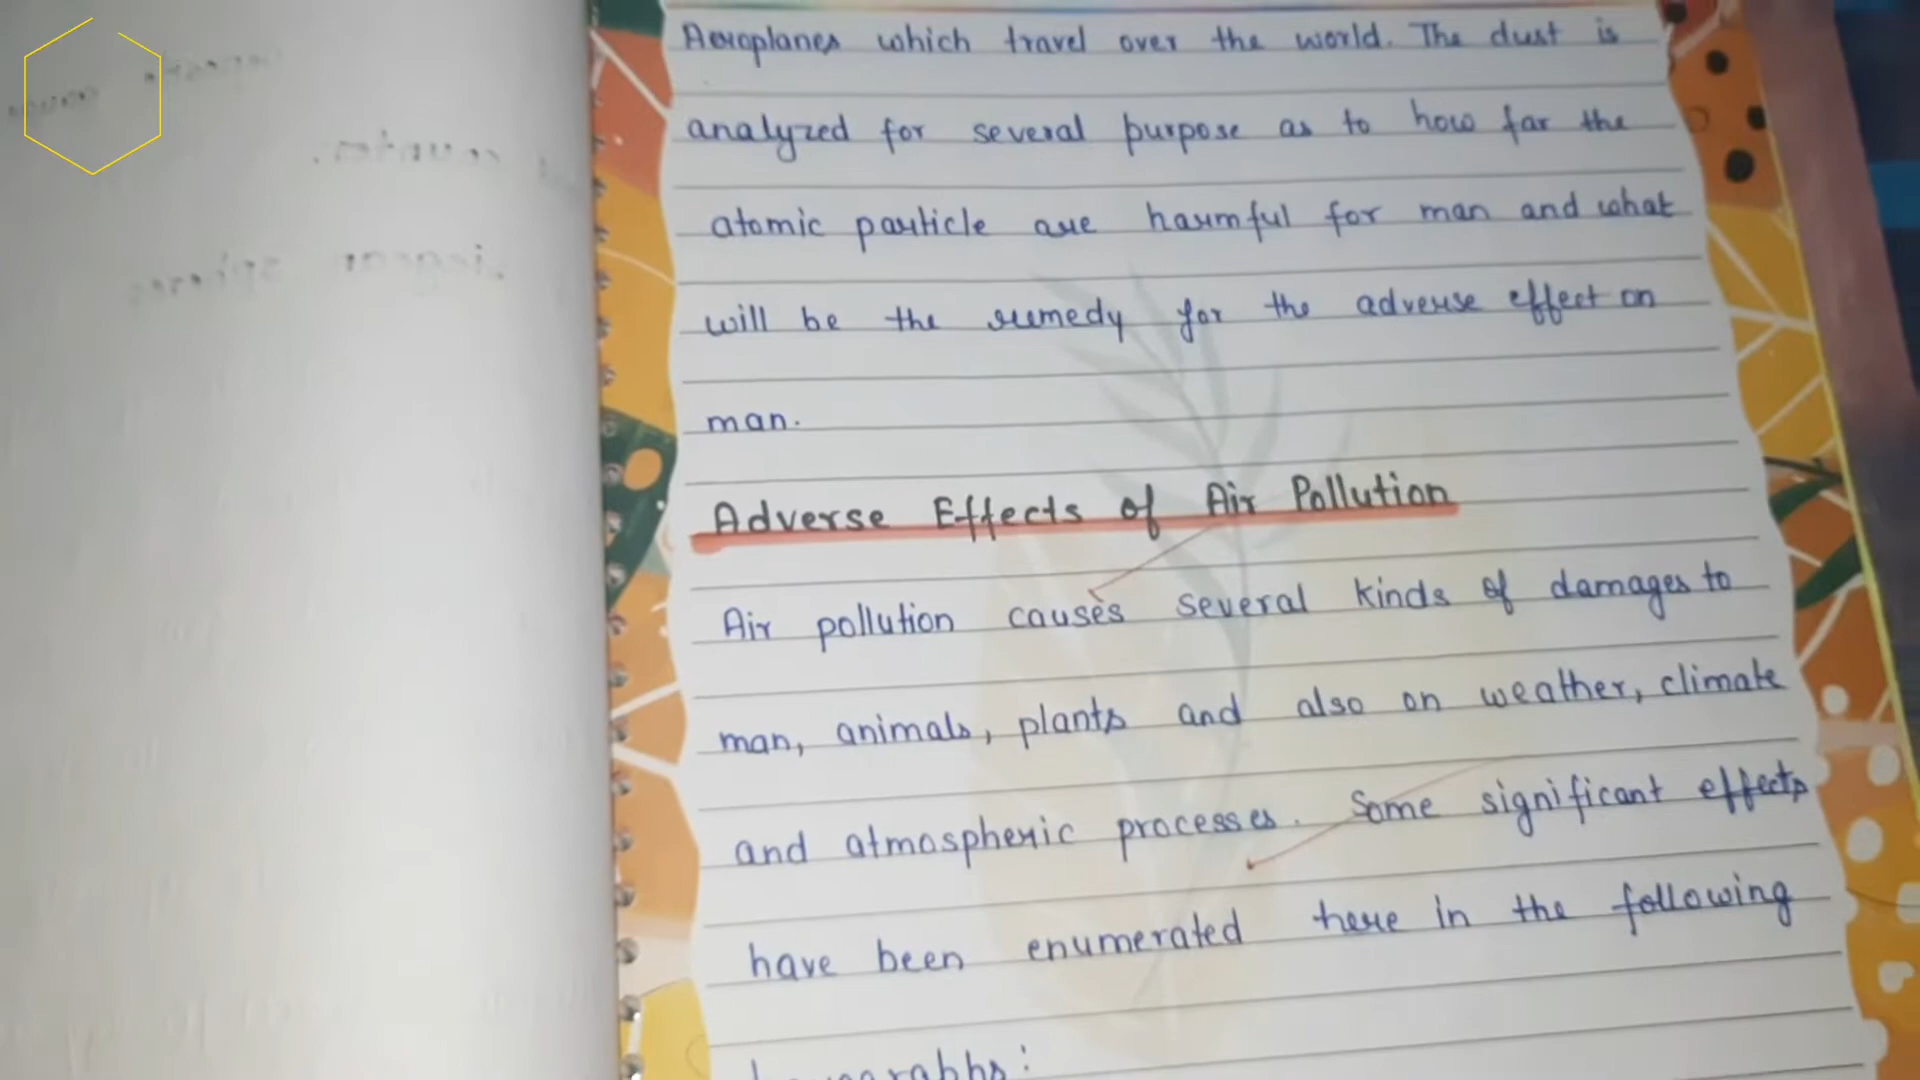 Aeroplanes which travel over the world. The dust is
analyzed for several purpose as to how far the
atomic particle are harmful for man and what
will be the remedy for the adverse effect on
man.
Adverse Effects of Air Pollution
Air pollution causes several kinds of damages to
man, animals, plants and also on weather, climate
and atmospheric processes. Some significant effects
have been enumerated here in the following